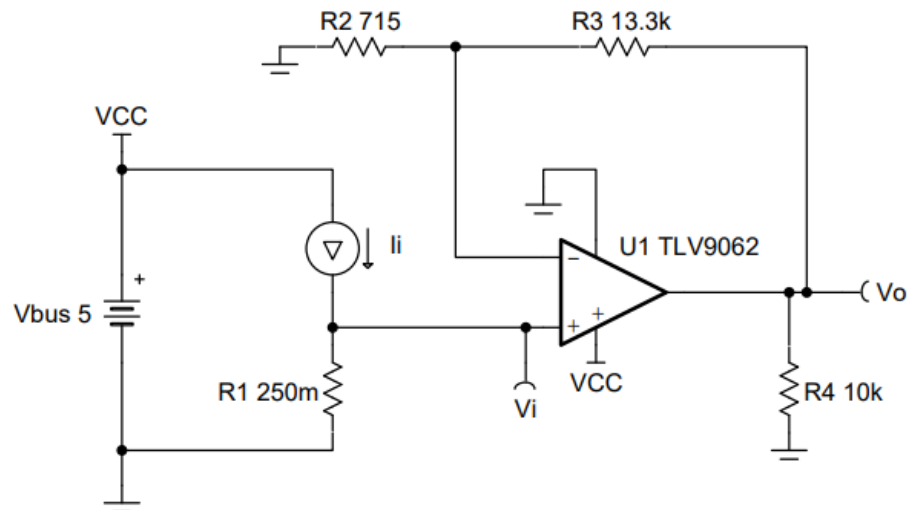 R2 715
R3 13.3k
VCC
Ii
U1 TLV9062
+
Vbus 5
−
+
+
Vo
VCC
R1 250m
Vi
R4 10k